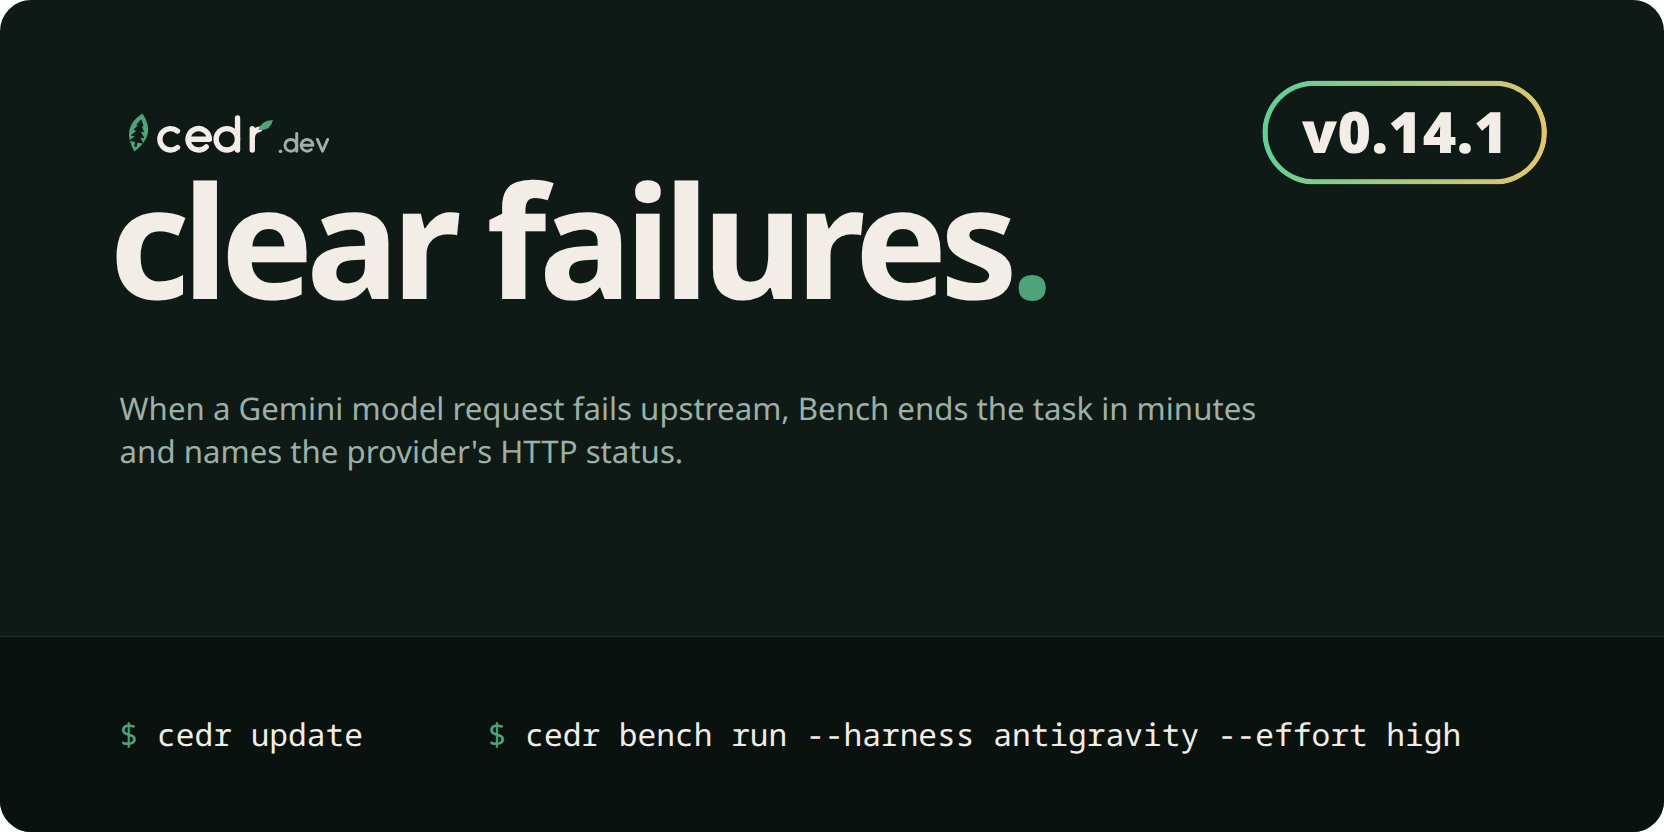 cedr.dev
v0.14.1
clear failures.
When a Gemini model request fails upstream, Bench ends the task in minutes
and names the provider's HTTP status.
$ cedr update
$ cedr bench run --harness antigravity --effort high